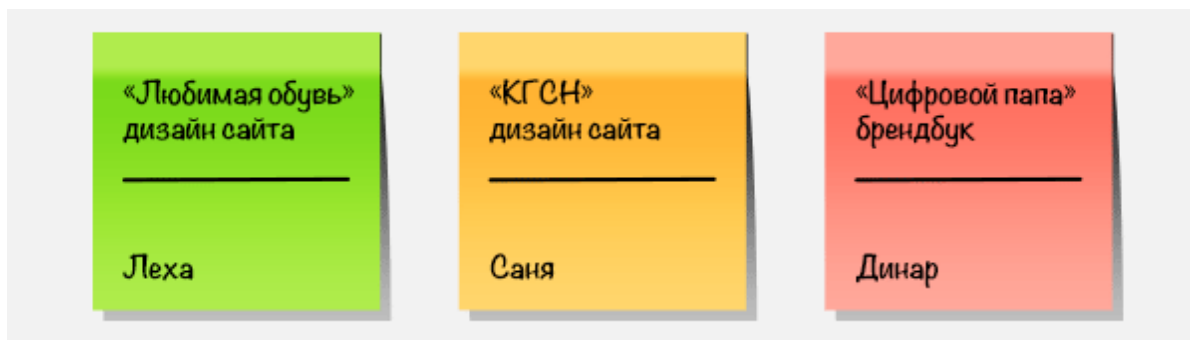 «Любимая обувь»
дизайн сайта
Леха
«КГСН»
дизайн сайта
Саня
«Цифровой папа»
брендбук
Динар